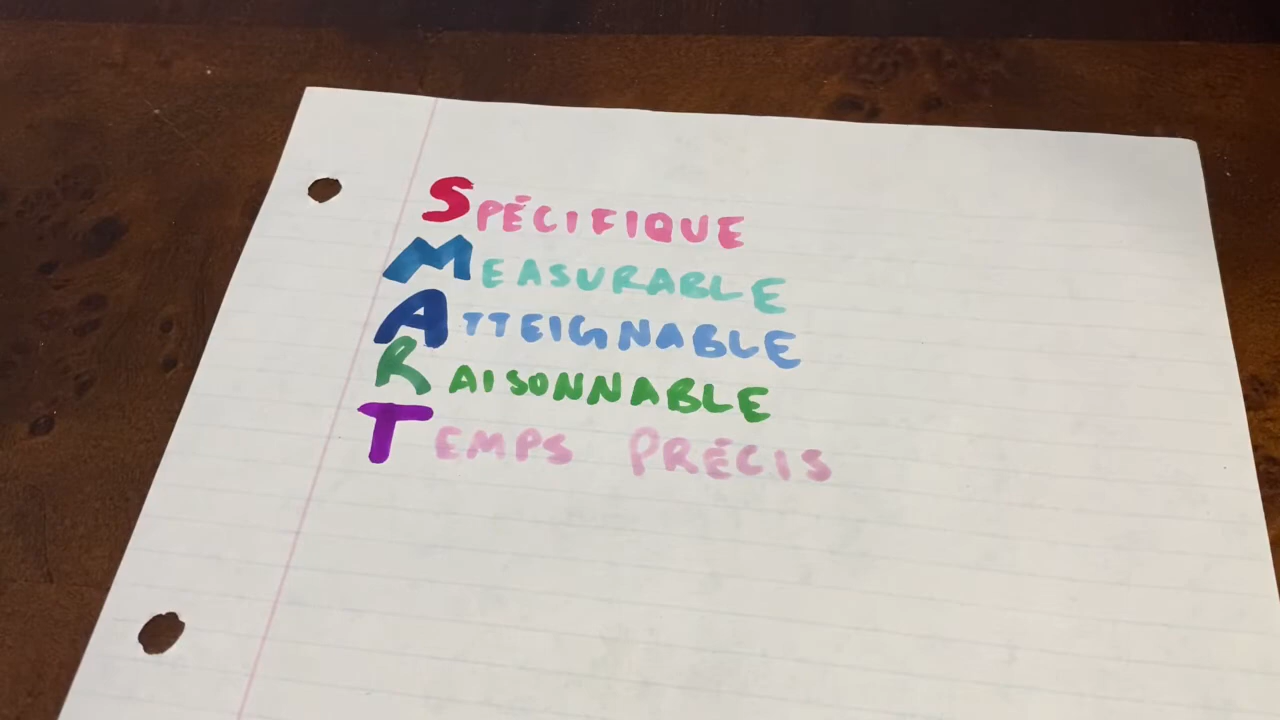 SPÉCIFIQUE
MEASURABLE
ATTEIGNABLE
RAISONNABLE
TEMPS PRÉCIS